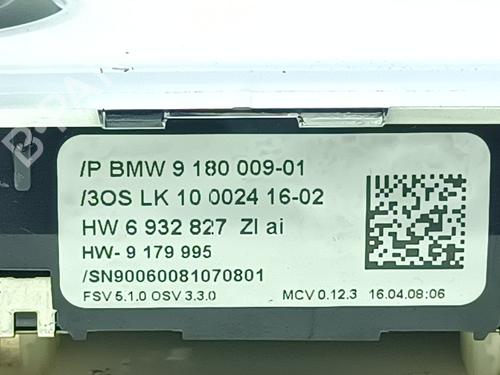 /P BMW 9 180 009-01
/3OS LK 10 0024 16-02
HW 6 932 827 ZI ai
HW- 9 179 995
/SN90060081070801
FSV 5.1.0 OSV 3.3.0 MCV 0.12.3 16.04.08:06